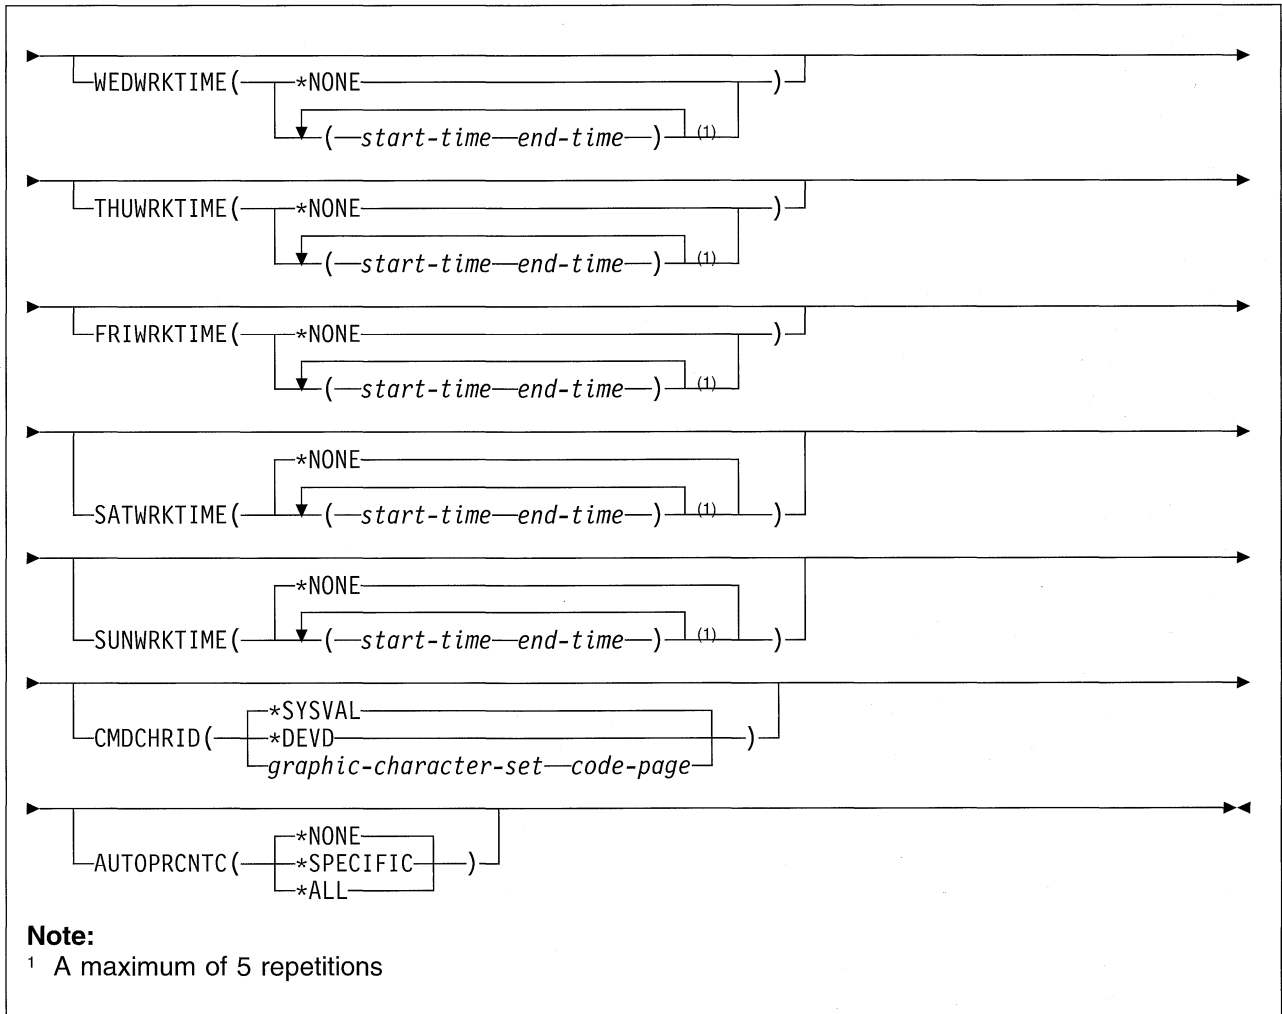 WEDWRKTIME( *NONE )
(start-time end-time) (1)
THUWRKTIME( *NONE )
(start-time end-time) (1)
FRIWRKTIME( *NONE )
(start-time end-time) (1)
*NONE
SATWRKTIME( (start-time end-time) (1) )
*NONE
SUNWRKTIME( (start-time end-time) (1) )
*SYSVAL
CMDCHRID( *DEVD )
graphic-character-set code-page
*NONE
AUTOPRCNTC( *SPECIFIC )
*ALL
Note:
1 A maximum of 5 repetitions